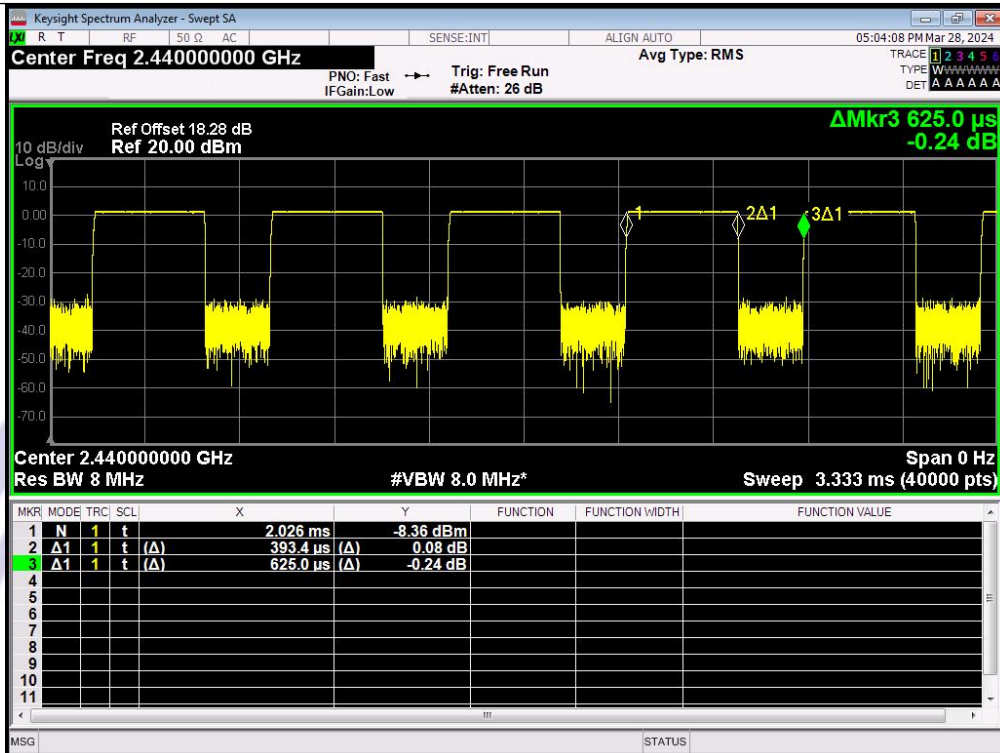 Keysight Spectrum Analyzer - Swept SA
LXI R T RF 50 Ω AC SENSE:INT ALIGN AUTO 05:04:08 PM Mar 28, 2024
Center Freq 2.440000000 GHz Avg Type: RMS TRACE 1 2 3 4 5 6
PNO: Fast Trig: Free Run TYPE WWWWWW
IFGain:Low #Atten: 26 dB DET A A A A A A
ΔMkr3 625.0 µs
-0.24 dB
Ref Offset 18.28 dB
10 dB/div Ref 20.00 dBm
Log
10.0
0.00
1 2Δ1 3Δ1
-10.0
-20.0
-30.0
-40.0
-50.0
-60.0
-70.0
Center 2.440000000 GHz Span 0 Hz
Res BW 8 MHz #VBW 8.0 MHz* Sweep 3.333 ms (40000 pts)
MKR MODE TRC SCL X Y FUNCTION FUNCTION WIDTH FUNCTION VALUE
1 N 1 t 2.026 ms -8.36 dBm
2 Δ1 1 t (Δ) 393.4 µs (Δ) 0.08 dB
3 Δ1 1 t (Δ) 625.0 µs (Δ) -0.24 dB
4
5
6
7
8
9
10
11
MSG STATUS